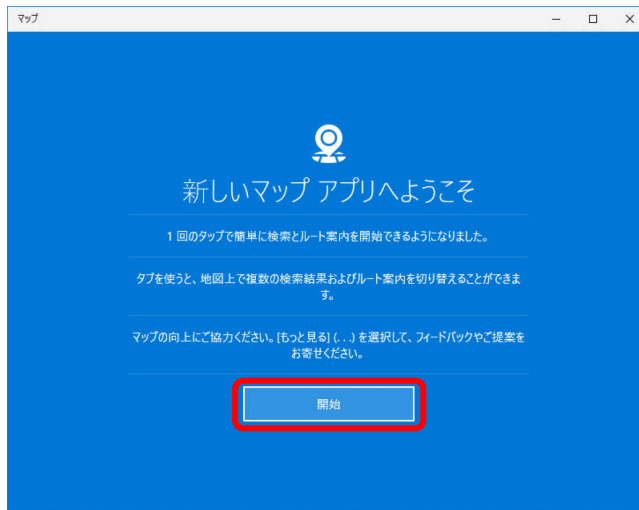 マップ
新しいマップ アプリへようこそ
1 回のタップで簡単に検索とルート案内を開始できるようになりました。
タブを使うと、地図上で複数の検索結果およびルート案内を切り替えることができま
す。
マップの向上にご協力ください。[もっと見る] (. . .) を選択して、フィードバックやご提案を
お寄せください。
開始